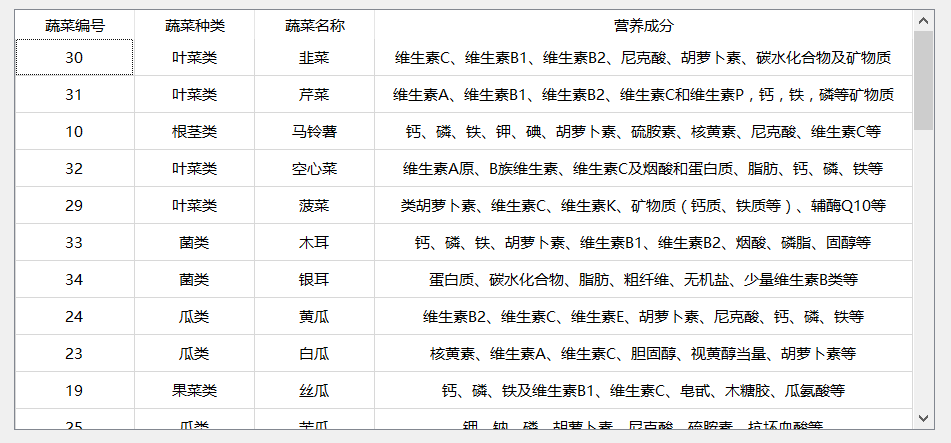 蔬菜编号 蔬菜种类 蔬菜名称 营养成分
30 叶菜类 韭菜 维生素C、维生素B1、维生素B2、尼克酸、胡萝卜素、碳水化合物及矿物质
31 叶菜类 芹菜 维生素A、维生素B1、维生素B2、维生素C和维生素P，钙，铁，磷等矿物质
10 根茎类 马铃薯 钙、磷、铁、钾、碘、胡萝卜素、硫胺素、核黄素、尼克酸、维生素C等
32 叶菜类 空心菜 维生素A原、B族维生素、维生素C及烟酸和蛋白质、脂肪、钙、磷、铁等
29 叶菜类 菠菜 类胡萝卜素、维生素C、维生素K、矿物质（钙质、铁质等）、辅酶Q10等
33 菌类 木耳 钙、磷、铁、胡萝卜素、维生素B1、维生素B2、烟酸、磷脂、固醇等
34 菌类 银耳 蛋白质、碳水化合物、脂肪、粗纤维、无机盐、少量维生素B类等
24 瓜类 黄瓜 维生素B2、维生素C、维生素E、胡萝卜素、尼克酸、钙、磷、铁等
23 瓜类 白瓜 核黄素、维生素A、维生素C、胆固醇、视黄醇当量、胡萝卜素等
19 果菜类 丝瓜 钙、磷、铁及维生素B1、维生素C、皂甙、木糖胶、瓜氨酸等
25 瓜类 苦瓜 钾、钠、磷、胡萝卜素、尼克酸、硫胺素、抗坏血酸等